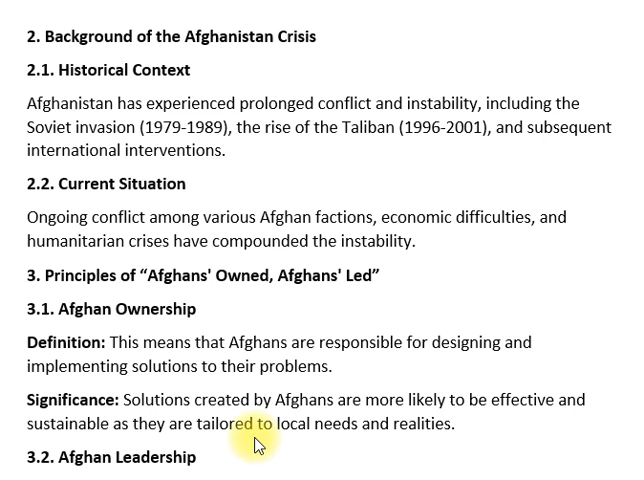 2. Background of the Afghanistan Crisis
2.1. Historical Context
Afghanistan has experienced prolonged conflict and instability, including the
Soviet invasion (1979-1989), the rise of the Taliban (1996-2001), and subsequent
international interventions.
2.2. Current Situation
Ongoing conflict among various Afghan factions, economic difficulties, and
humanitarian crises have compounded the instability.
3. Principles of “Afghans' Owned, Afghans' Led”
3.1. Afghan Ownership
Definition: This means that Afghans are responsible for designing and
implementing solutions to their problems.
Significance: Solutions created by Afghans are more likely to be effective and
sustainable as they are tailored to local needs and realities.
3.2. Afghan Leadership